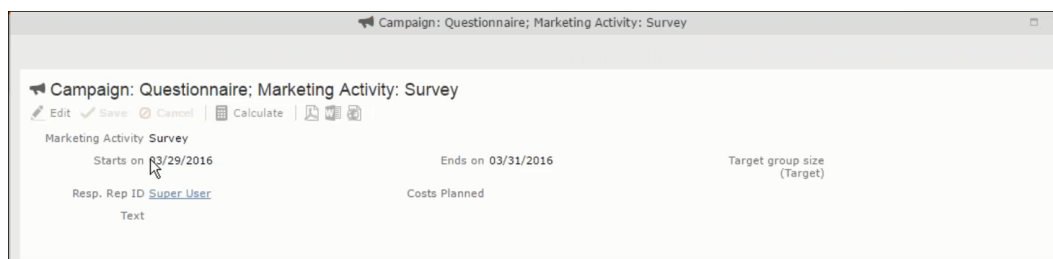 Campaign: Questionnaire; Marketing Activity: Survey
Campaign: Questionnaire; Marketing Activity: Survey
Edit Save Cancel Calculate
Marketing Activity Survey
Starts on 03/29/2016 Ends on 03/31/2016 Target group size
(Target)
Resp. Rep ID Super User Costs Planned
Text